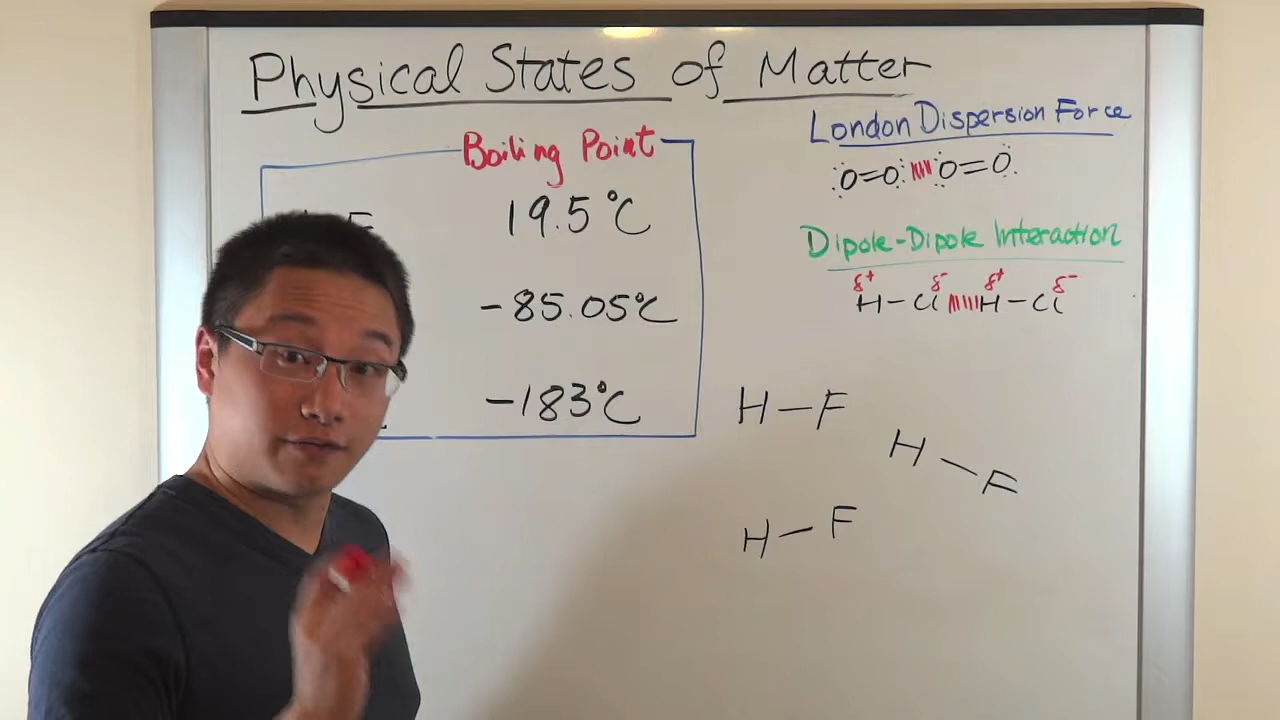 Physical States of Matter
Boiling Point
19.5°C
-85.05°C
-183°C
London Dispersion Force
O=O O=O
Dipole-Dipole Interaction
δ+ δ- δ+ δ-
H-Cl H-Cl
H-F
H-F
H-F